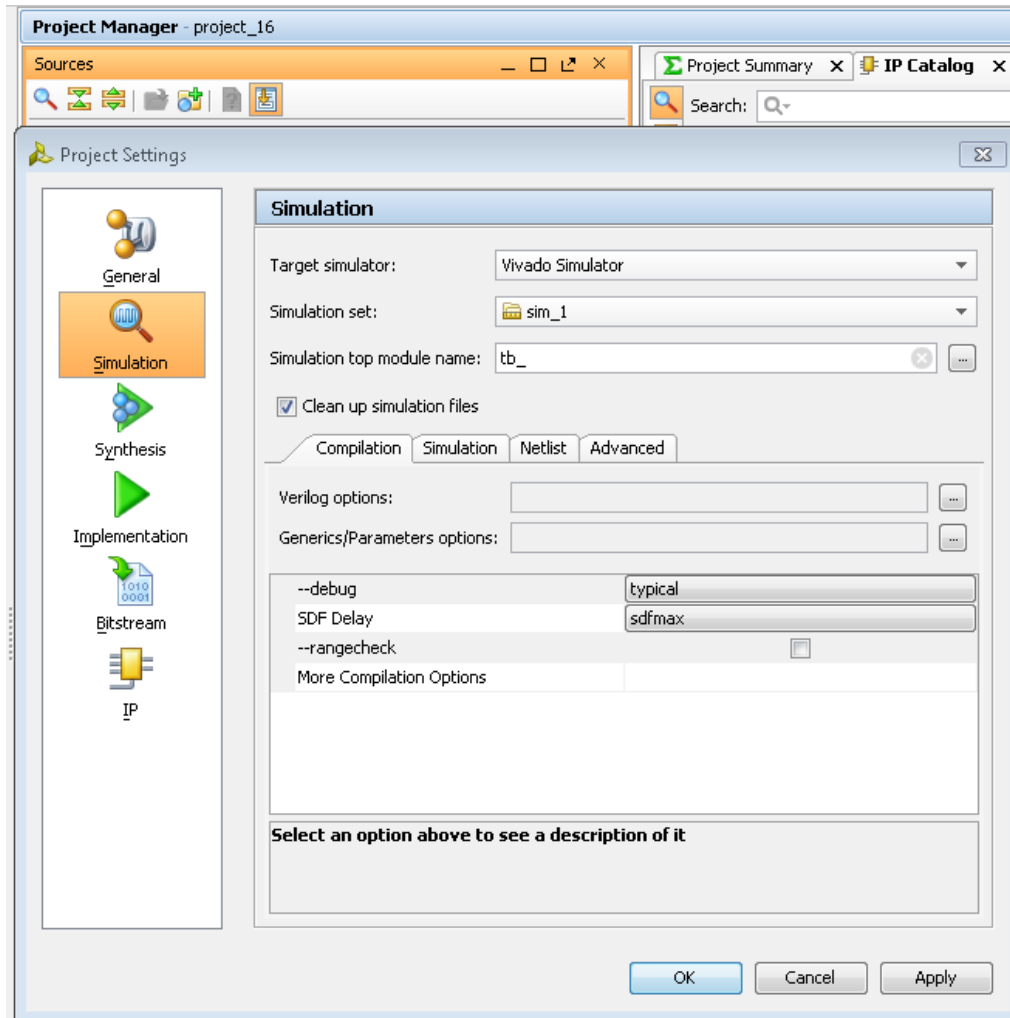 Project Manager - project_16
Sources
Project Summary
IP Catalog
Search:
Project Settings
General
Simulation
Synthesis
Implementation
1010
0001
Bitstream
IP
Simulation
Target simulator: Vivado Simulator
Simulation set: sim_1
Simulation top module name: tb_ ...
Clean up simulation files
Compilation Simulation Netlist Advanced
Verilog options: ...
Generics/Parameters options: ...
--debug typical
SDF Delay sdfmax
--rangecheck
More Compilation Options
Select an option above to see a description of it
OK Cancel Apply